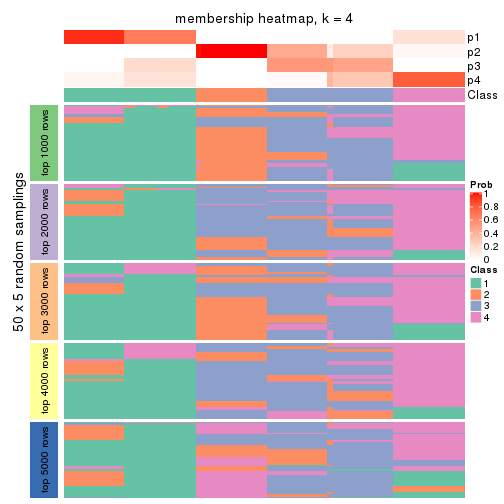 membership heatmap, k = 4
p1
p2
p3
p4
Class
50 x 5 random samplings
top 1000 rows
top 2000 rows
top 3000 rows
top 4000 rows
top 5000 rows
Prob
1
0.8
0.6
0.4
0.2
0
Class
1
2
3
4